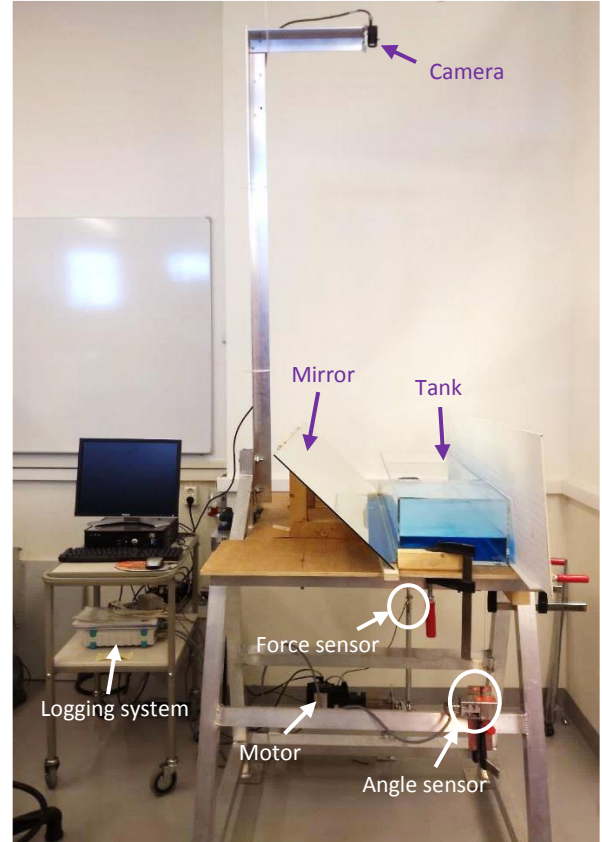 Camera
Mirror
Tank
Force sensor
Logging system
Motor
Angle sensor